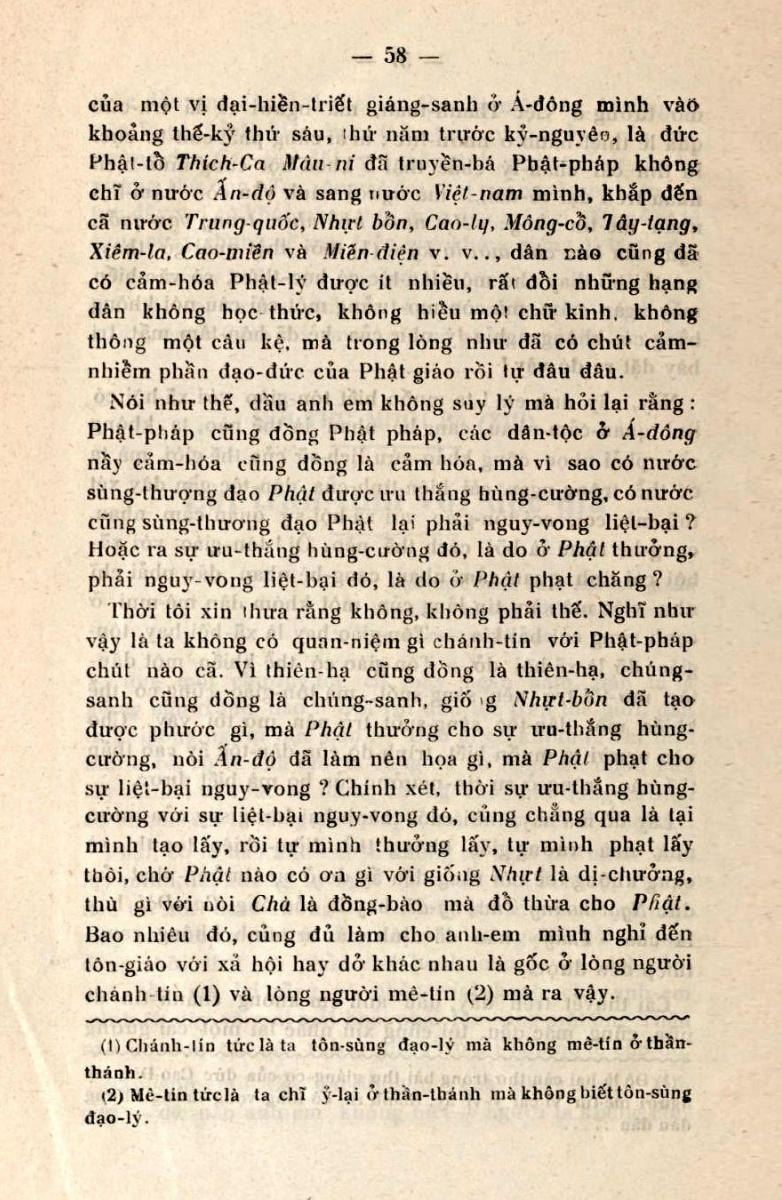 — 58 —
của một vị đại-hiền-triết giáng-sanh ở Á-đông mình vào
khoảng thế-kỷ thứ sáu, thứ năm trước kỷ-nguyên, là đức
Phật-tổ Thích-Ca Mâu-ni đã truyền-bá Phật-pháp không
chĩ ở nước Ấn-độ và sang nước Việt-nam mình, khắp đến
cã nước Trung-quốc, Nhựt bồn, Cao-ly, Mông-cổ, Tây-tạng,
Xiêm-la, Cao-miên và Miến-điện v. v.., dân nào cũng đã
có cảm-hóa Phật-lý được ít nhiều, rất đỗi những hạng
dân không học thức, không hiểu một chữ kinh, không
thông một câu kệ, mà trong lòng như đã có chút cảm-
nhiễm phần đạo-đức của Phật giáo rồi tự đâu đâu.
Nói như thế, dầu anh em không suy lý mà hỏi lại rằng :
Phật-pháp cũng đồng Phật pháp, các dân-tộc ở Á-đông
nầy cảm-hóa cũng đồng là cảm hóa, mà vì sao có nước
sùng-thượng đạo Phật được ưu thắng hùng-cường, có nước
cũng sùng-thương đạo Phật lại phải nguy-vong liệt-bại ?
Hoặc ra sự ưu-thắng hùng-cường đó, là do ở Phật thưởng,
phải nguy-vong liệt-bại đó, là do ở Phật phạt chăng ?
Thời tôi xin thưa rằng không, không phải thế. Nghĩ như
vậy là ta không có quan-niệm gì chánh-tín với Phật-pháp
chút nào cã. Vì thiên-hạ cũng đồng là thiên-hạ, chúng-
sanh cũng đồng là chúng-sanh, giống Nhựt-bồn đã tạo
được phước gì, mà Phật thưởng cho sự ưu-thắng hùng-
cường, nòi Ấn-độ đã làm nên họa gì, mà Phật phạt cho
sự liệt-bại nguy-vong ? Chính xét, thời sự ưu-thắng hùng-
cường với sự liệt-bại nguy-vong đó, củng chẳng qua là tại
mình tạo lấy, rồi tự mình thưởng lấy, tự mình phạt lấy
thôi, chớ Phật nào có ơn gì với giống Nhựt là dị-chưởng,
thù gì với nòi Chà là đồng-bào mà đổ thừa cho Phật.
Bao nhiêu đó, củng đủ làm cho anh-em mình nghỉ đến
tôn-giáo với xả hội hay dở khác nhau là gốc ở lòng người
chánh-tín (1) và lòng người mê-tín (2) mà ra vậy.
(1) Chánh-tín tức là ta tôn-sùng đạo-lý mà không mê-tín ở thần-
thánh.
(2) Mê-tín tức là ta chĩ ỷ-lại ở thần-thánh mà không biết tôn-sùng
đạo-lý.